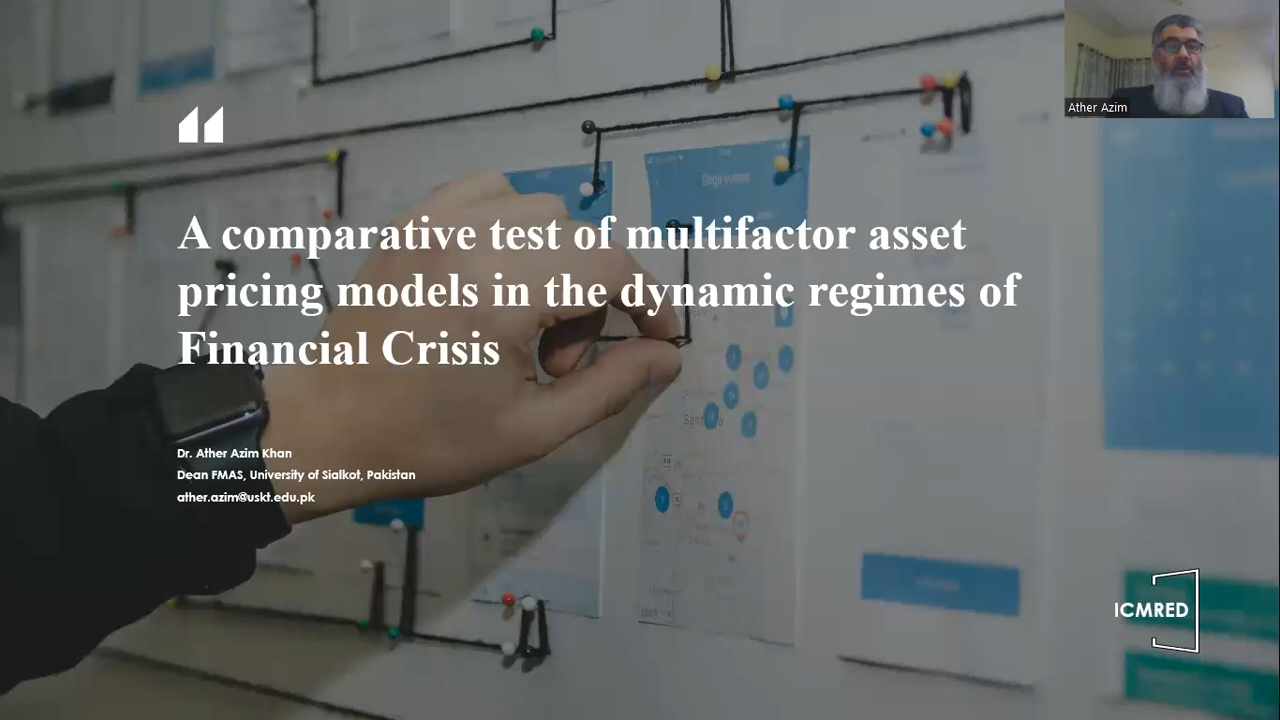 Ather Azim
A comparative test of multifactor asset
pricing models in the dynamic regimes of
Financial Crisis
Dr. Ather Azim Khan
Dean FMAS, University of Sialkot, Pakistan
ather.azim@uskt.edu.pk
ICMRED